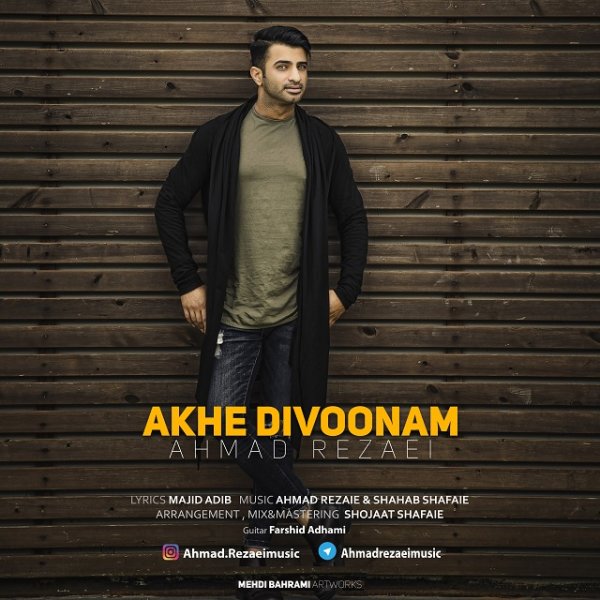 AKHE DIVOONAM
AHMAD REZAEI
LYRICS MAJID ADIB MUSIC AHMAD REZAIE & SHAHAB SHAFAIE
ARRANGEMENT , MIX&MASTERING SHOJAAT SHAFAIE
Guitar Farshid Adhami
Ahmad.Rezaeimusic Ahmadrezaeimusic
MEHDI BAHRAMI ARTWORKS